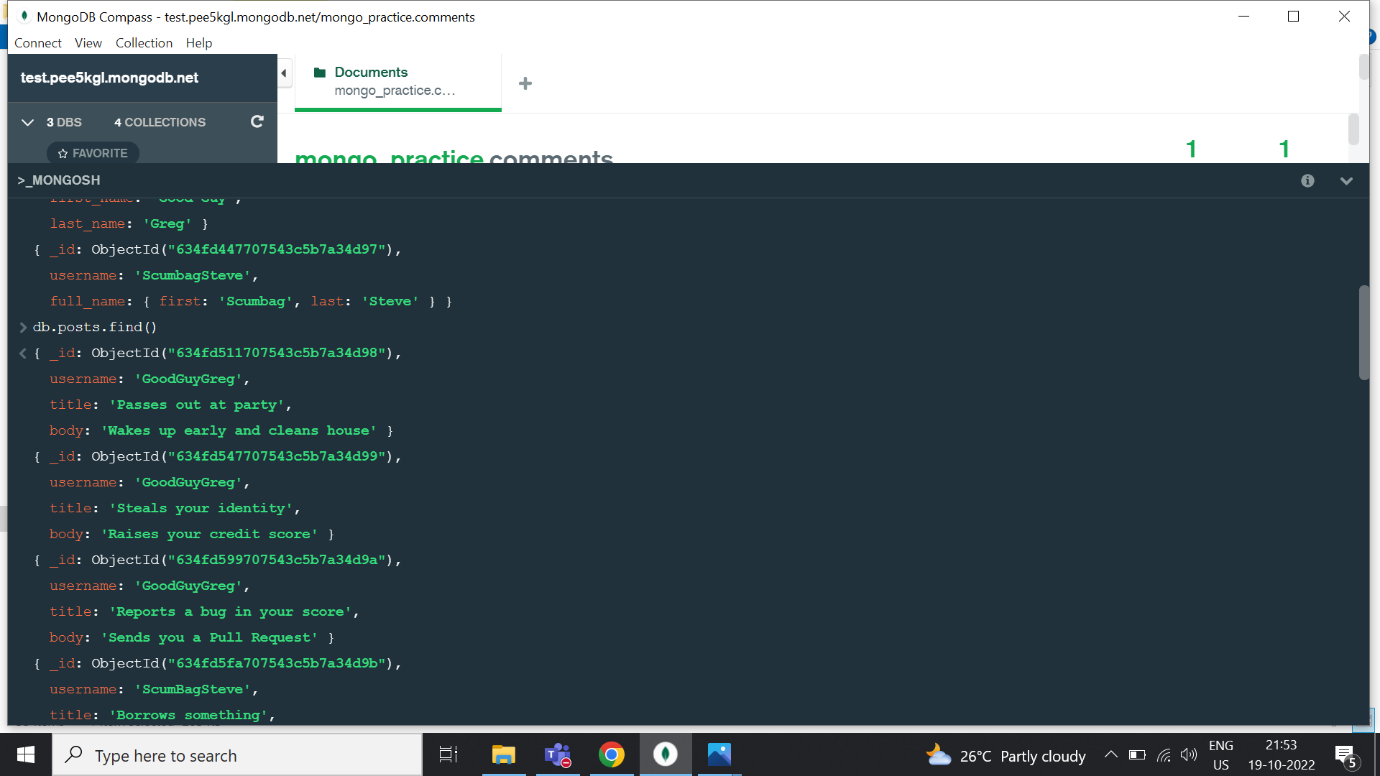 MongoDB Compass - test.pee5kgl.mongodb.net/mongo_practice.comments
Connect View Collection Help
test.pee5kgl.mongodb.net
Documents
mongo_practice.c...
3 DBS 4 COLLECTIONS
FAVORITE
mongo_practice.comments
1 1
>_MONGOSH
first_name: 'Good Guy',
last_name: 'Greg' }
{ _id: ObjectId("634fd447707543c5b7a34d97"),
username: 'ScumbagSteve',
full_name: { first: 'Scumbag', last: 'Steve' } }
db.posts.find()
{ _id: ObjectId("634fd511707543c5b7a34d98"),
username: 'GoodGuyGreg',
title: 'Passes out at party',
body: 'Wakes up early and cleans house' }
{ _id: ObjectId("634fd547707543c5b7a34d99"),
username: 'GoodGuyGreg',
title: 'Steals your identity',
body: 'Raises your credit score' }
{ _id: ObjectId("634fd599707543c5b7a34d9a"),
username: 'GoodGuyGreg',
title: 'Reports a bug in your score',
body: 'Sends you a Pull Request' }
{ _id: ObjectId("634fd5fa707543c5b7a34d9b"),
username: 'ScumBagSteve',
title: 'Borrows something',
Type here to search
26°C Partly cloudy
ENG
US
21:53
19-10-2022
5